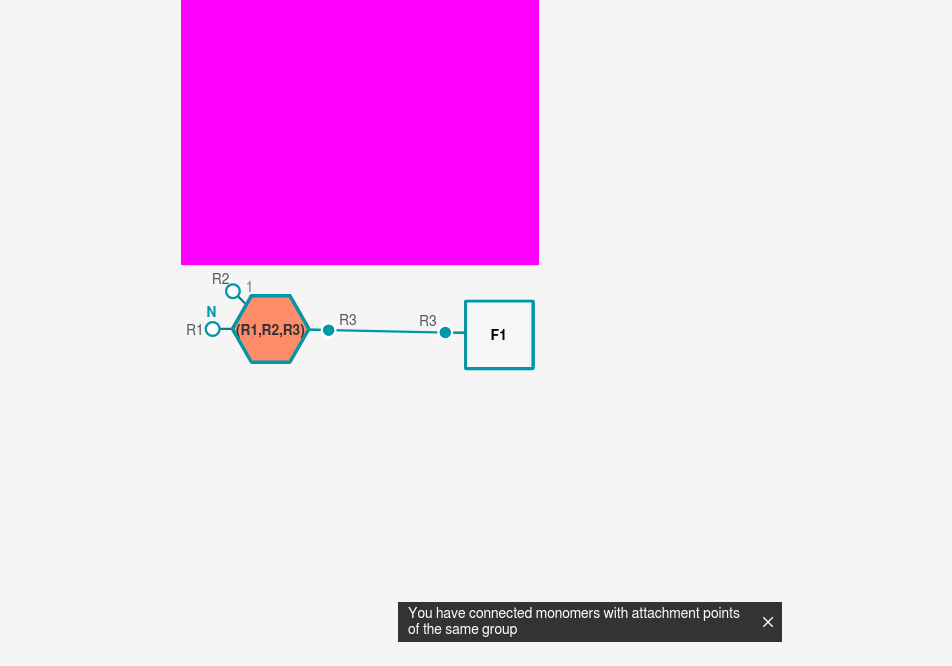 R2
1
N
R1
(R1,R2,R3)
R3
R3
F1
You have connected monomers with attachment points
of the same group